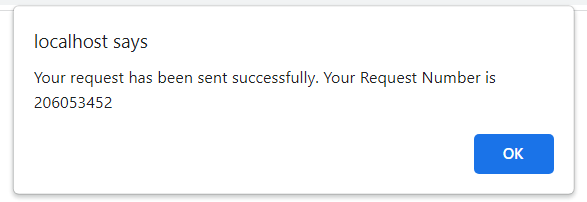 localhost says
Your request has been sent successfully. Your Request Number is
206053452
OK